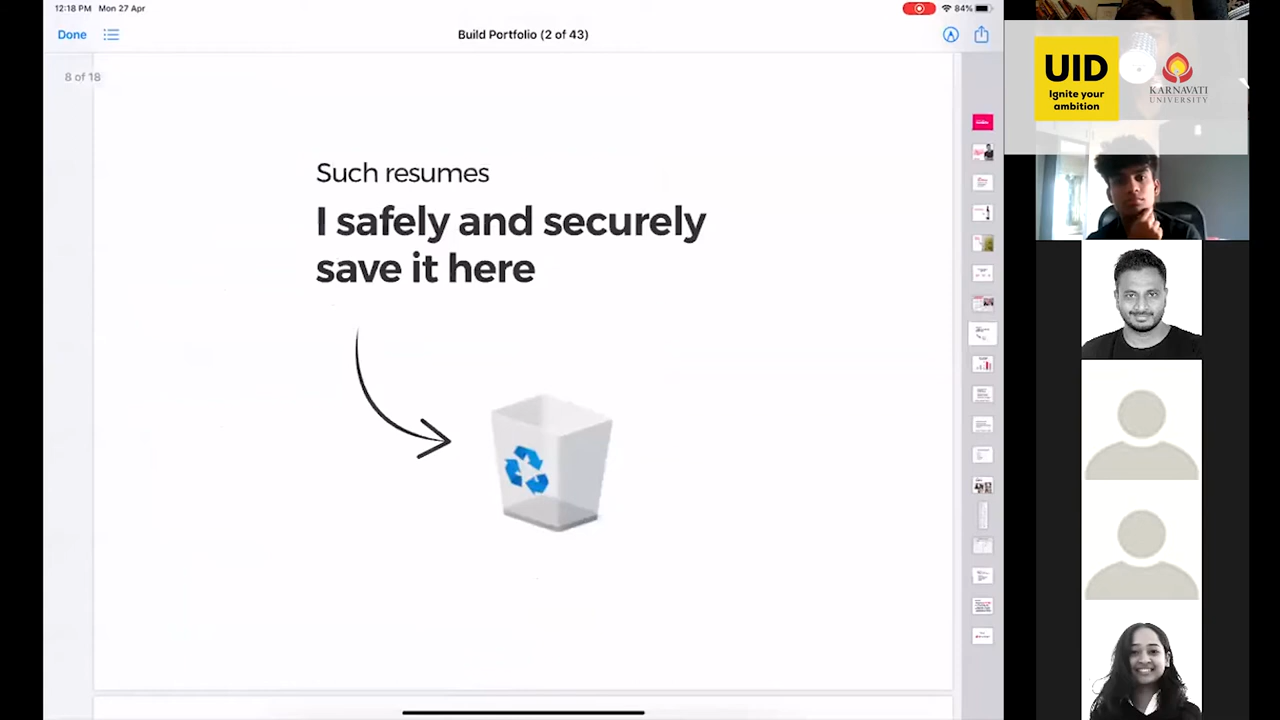 12:18 PM Mon 27 Apr
84%
Done
Build Portfolio (2 of 43)
8 of 18
Such resumes
I safely and securely
save it here
UID
Ignite your
ambition
KARNAVATI
UNIVERSITY